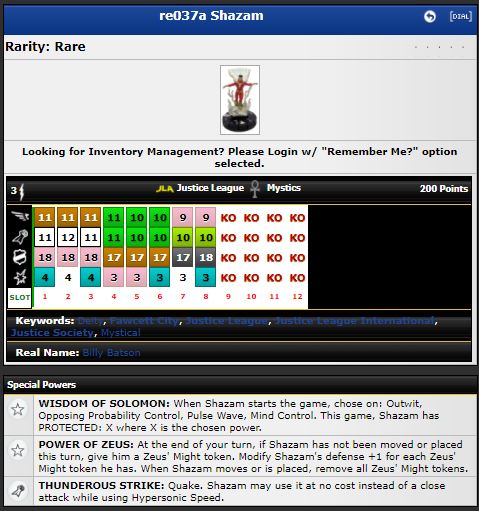 re037a Shazam
[DIAL]
Rarity: Rare
Looking for Inventory Management? Please Login w/ "Remember Me?" option
selected.
3 JLA Justice League Mystics 200 Points
11 11 11 11 10 10 9 9 KO KO KO KO
11 12 11 11 10 10 10 10 KO KO KO KO
18 18 18 17 17 17 17 18 KO KO KO KO
4 4 4 3 3 3 3 3 KO KO KO KO
SLOT 1 2 3 4 5 6 7 8 9 10 11 12
Keywords: Deity, Fawcett City, Justice League, Justice League International,
Justice Society, Mystical
Real Name: Billy Batson
Special Powers
WISDOM OF SOLOMON: When Shazam starts the game, chose on: Outwit,
Opposing Probability Control, Pulse Wave, Mind Control. This game, Shazam has
PROTECTED: X where X is the chosen power.
POWER OF ZEUS: At the end of your turn, if Shazam has not been moved or placed
this turn, give him a Zeus' Might token. Modify Shazam's defense +1 for each Zeus'
Might token he has. When Shazam moves or is placed, remove all Zeus' Might tokens.
THUNDEROUS STRIKE: Quake. Shazam may use it at no cost instead of a close
attack while using Hypersonic Speed.